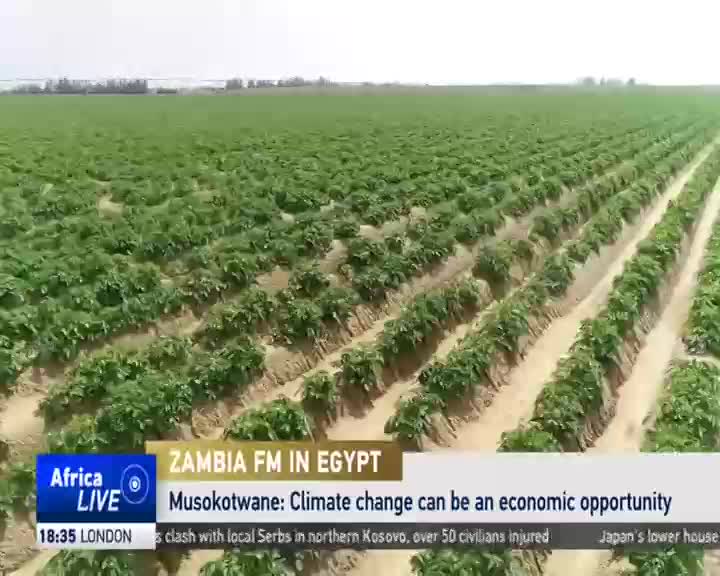 ZAMBIA FM IN EGYPT
Africa
LIVE
Musokotwane: Climate change can be an economic opportunity
18:35 LONDON
s clash with local Serbs in northern Kosovo, over 50 civilians injured Japan's lower house